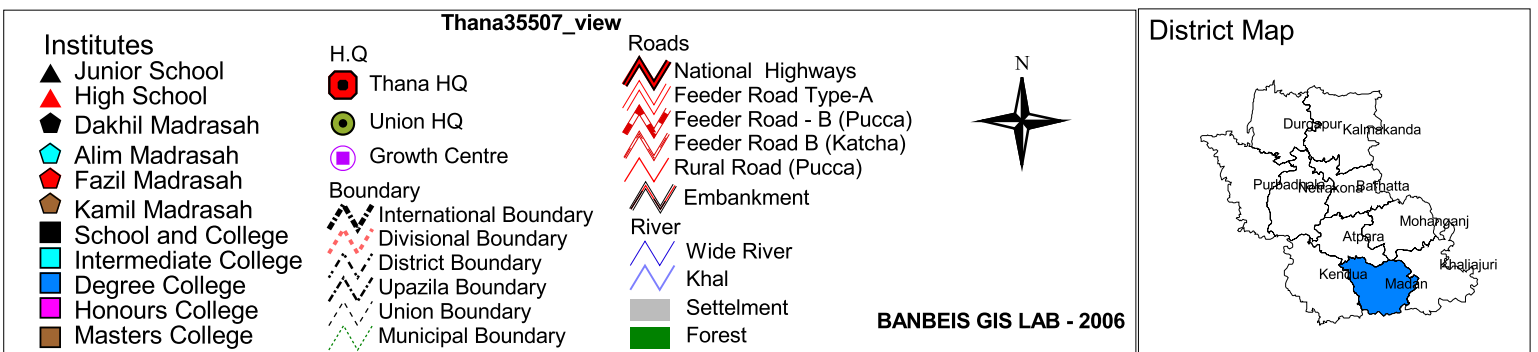 Thana35507_view
Institutes
Junior School
High School
Dakhil Madrasah
Alim Madrasah
Fazil Madrasah
Kamil Madrasah
School and College
Intermediate College
Degree College
Honours College
Masters College
H.Q
Thana HQ
Union HQ
Growth Centre
Boundary
International Boundary
Divisional Boundary
District Boundary
Upazila Boundary
Union Boundary
Municipal Boundary
Roads
National Highways
Feeder Road Type-A
Feeder Road - B (Pucca)
Feeder Road B (Katcha)
Rural Road (Pucca)
Embankment
River
Wide River
Khal
Settelment
Forest
N
BANBEIS GIS LAB - 2006
District Map
Durgapur
Kalmakanda
Purbadhala
Netrakona
Barhatta
Mohanganj
Atpara
Khaliajuri
Kendua
Madan